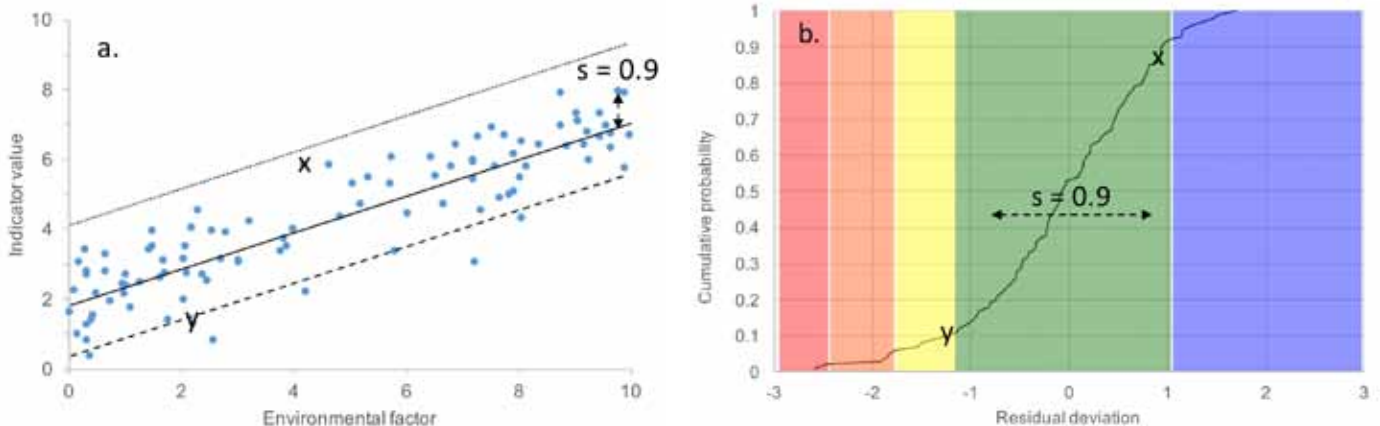 a.
10
8
6
4
2
0
Indicator value
s = 0.9
x
y
0 2 4 6 8 10
Environmental factor
b.
1
0.9
0.8
0.7
0.6
0.5
0.4
0.3
0.2
0.1
0
Cumulative probability
x
s = 0.9
y
-3 -2 -1 0 1 2 3
Residual deviation